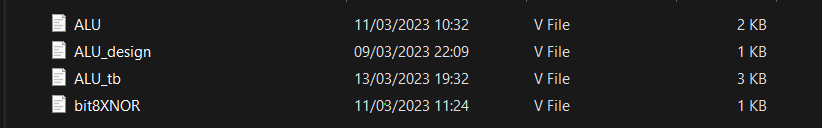 ALU 11/03/2023 10:32 V File 2 KB
ALU_design 09/03/2023 22:09 V File 1 KB
ALU_tb 13/03/2023 19:32 V File 3 KB
bit8XNOR 11/03/2023 11:24 V File 1 KB